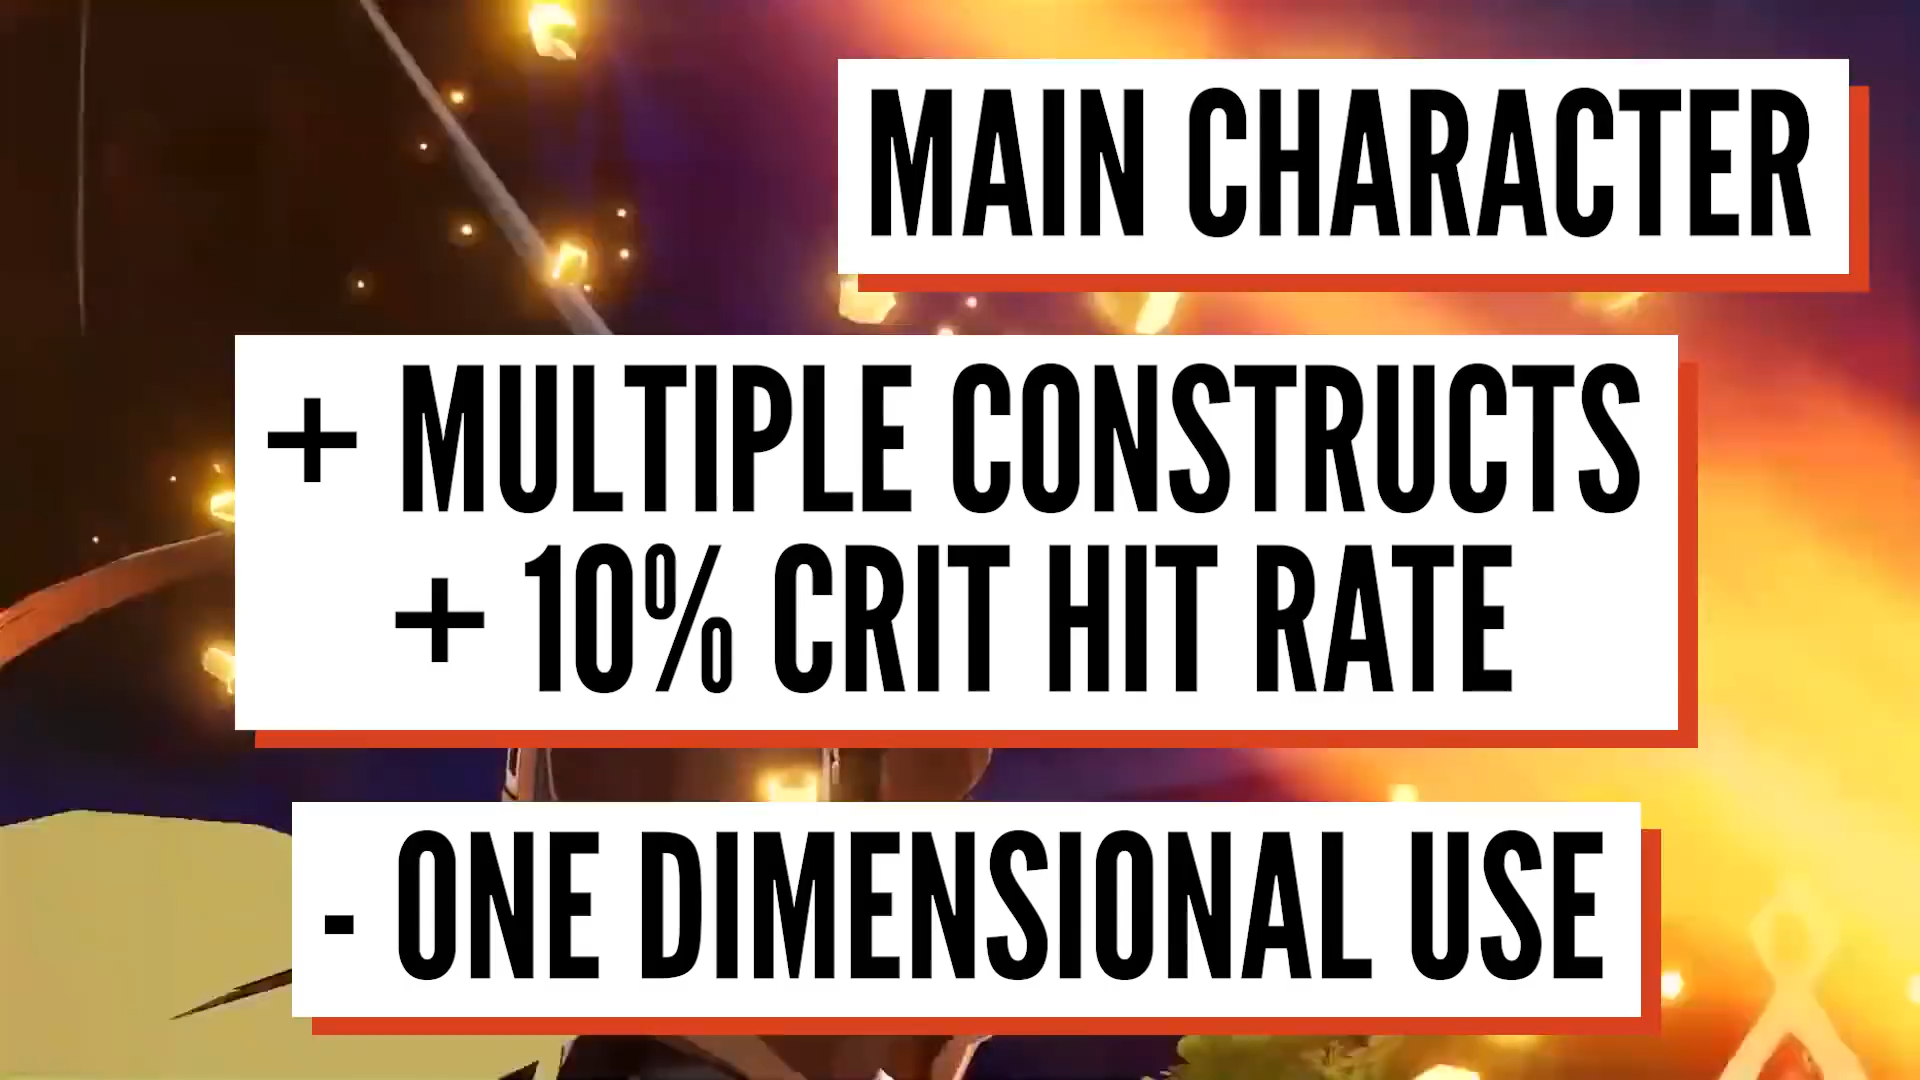 MAIN CHARACTER
+ MULTIPLE CONSTRUCTS
+ 10% CRIT HIT RATE
- ONE DIMENSIONAL USE